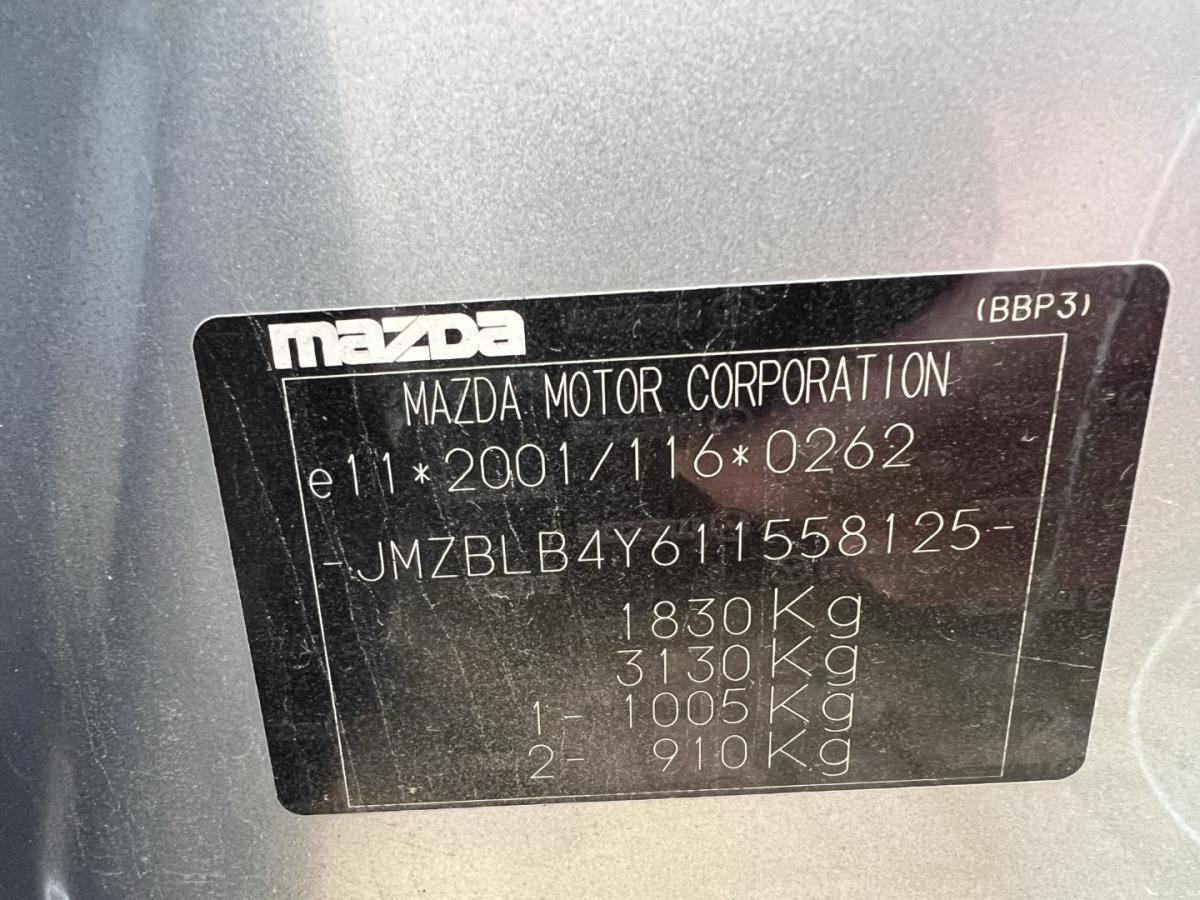 mazda
(BBP3)
MAZDA MOTOR CORPORATION
e11*2001/116*0262
-JMZBLB4Y611558125-
1830Kg
3130Kg
1- 1005Kg
2- 910Kg